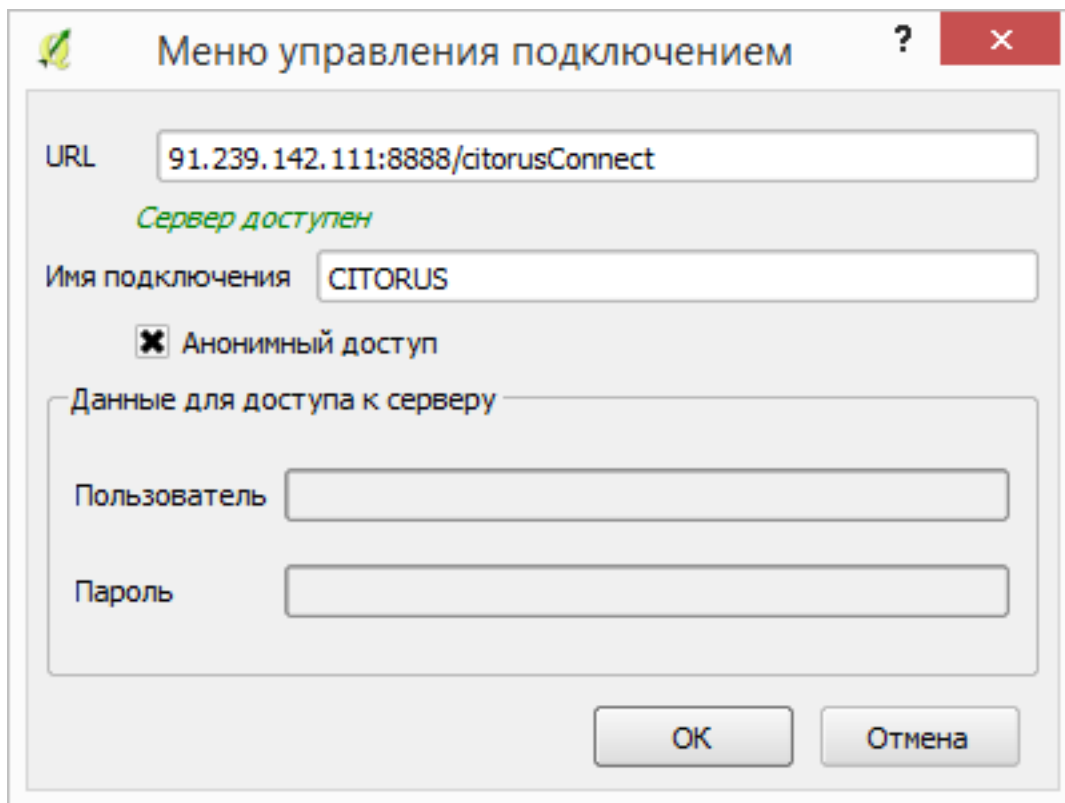 Меню управления подключением ?
URL 91.239.142.111:8888/citorusConnect
Сервер доступен
Имя подключения CITORUS
Анонимный доступ
Данные для доступа к серверу
Пользователь
Пароль
OK Отмена